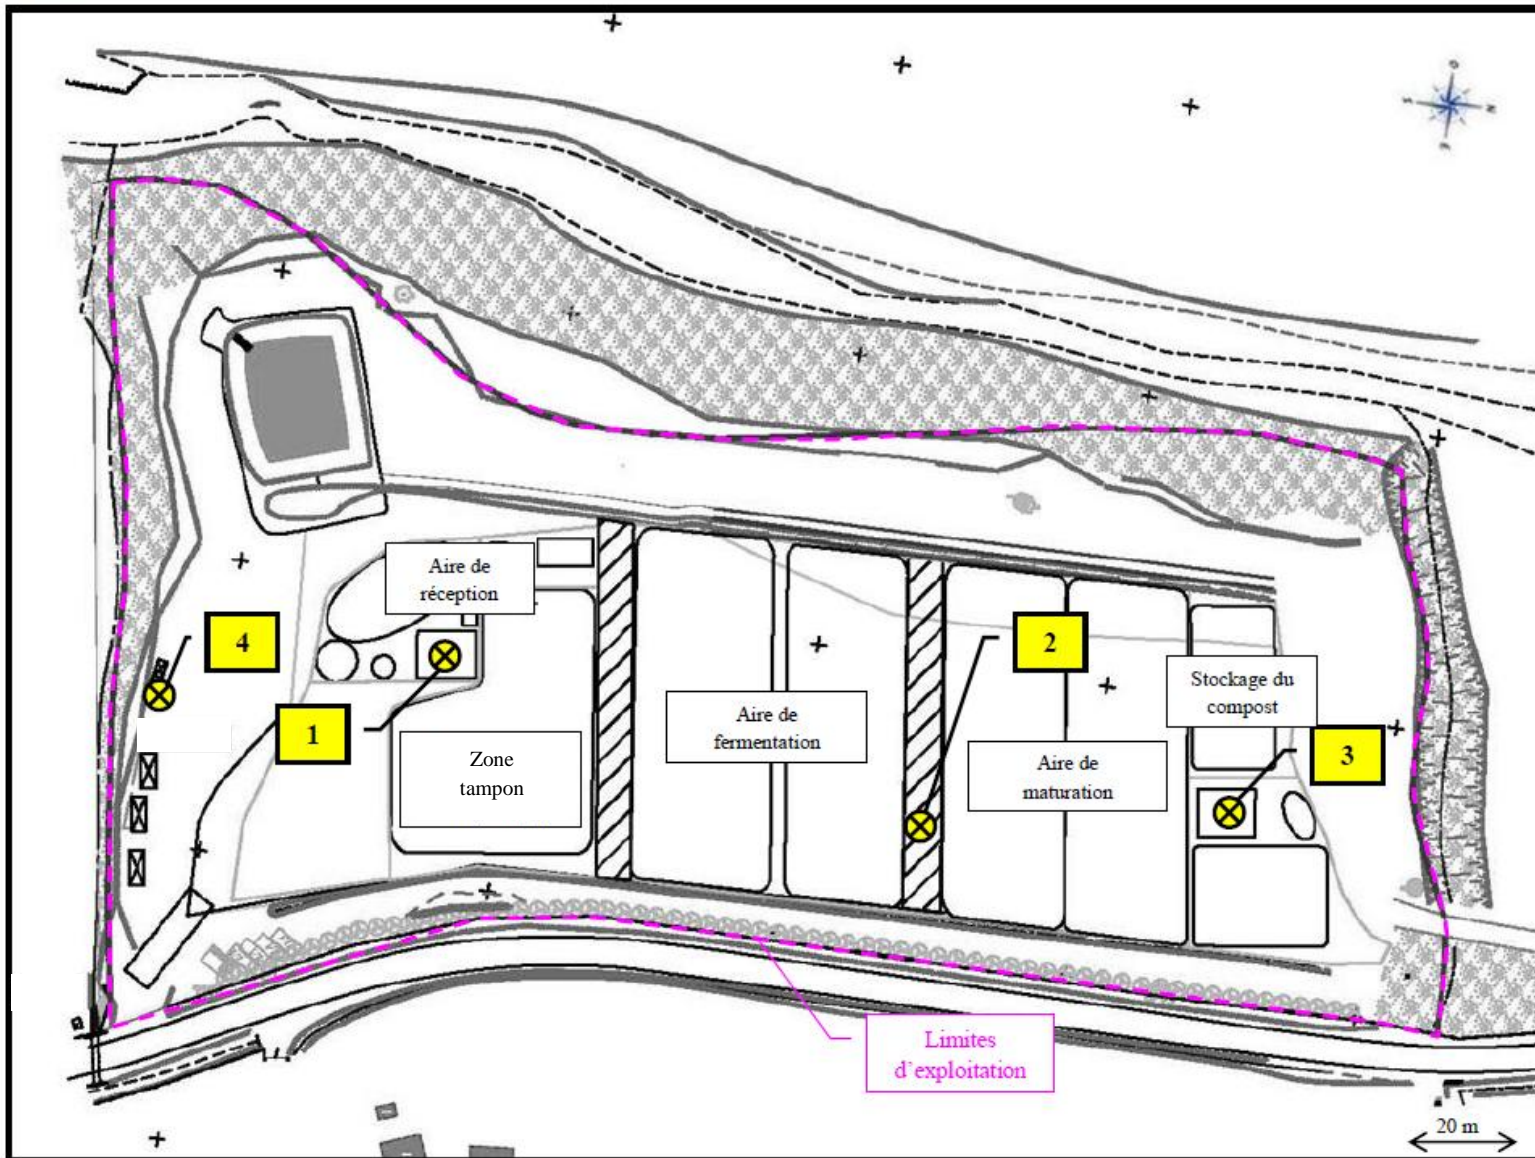 O
S
N
E
Aire de
réception
4
2
Stockage du
compost
1
Aire de
fermentation
Zone
tampon
Aire de
maturation
3
Limites
d'exploitation
20 m